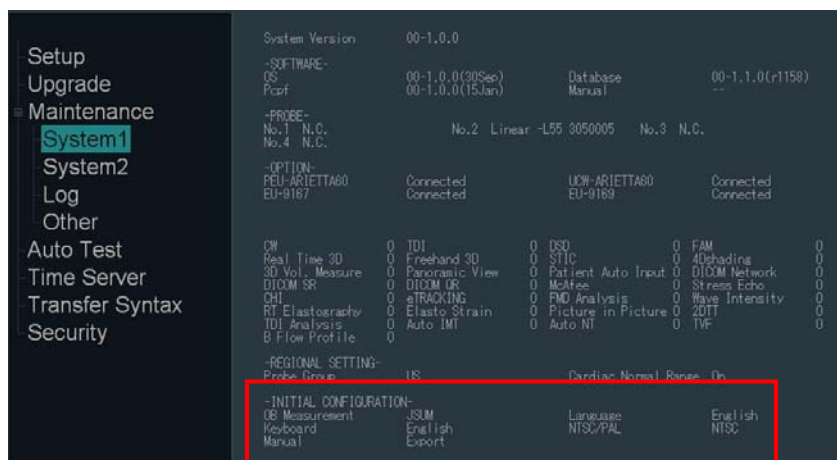 Setup
Upgrade
Maintenance
System1
System2
Log
Other
Auto Test
Time Server
Transfer Syntax
Security
System Version 00-1.0.0
-SOFTWARE-
OS 00-1.0.0(30Sep) Database 00-1.1.0(r1158)
Pcpf 00-1.0.0(15Jan) Manual --
-PROBE-
No.1 N.C. No.2 Linear -L55 3050005 No.3 N.C.
No.4 N.C.
-OPTION-
PEU-ARIETTA60 Connected UCW-ARIETTA60 Connected
EU-9167 Connected EU-9169 Connected
CW 0 TDI 0 DSD 0 FAM 0
Real Time 3D 0 Freehand 3D 0 STIC 0 4Dshading 0
3D Vol. Measure 0 Panoramic View 0 Patient Auto Input 0 DICOM Network 0
DICOM SR 0 DICOM QR 0 McAfee 0 Stress Echo 0
CHI 0 eTRACKING 0 FMD Analysis 0 Wave Intensity 0
RT Elastography 0 Elasto Strain 0 Picture in Picture 0 2DTT 0
TDI Analysis 0 Auto IMT 0 Auto NT 0 TVF 0
B Flow Profile 0
-REGIONAL SETTING-
Probe Group US Cardiac Normal Range On
-INITIAL CONFIGURATION-
OB Measurement JSUM Language English
Keyboard English NTSC/PAL NTSC
Manual Export